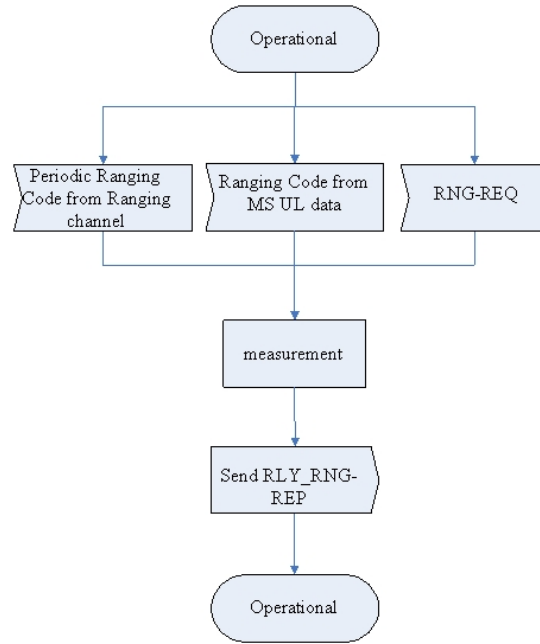 Operational
Periodic Ranging
Code from Ranging
channel
Ranging Code from
MS UL data
RNG-REQ
measurement
Send RLY_RNG-
REP
Operational